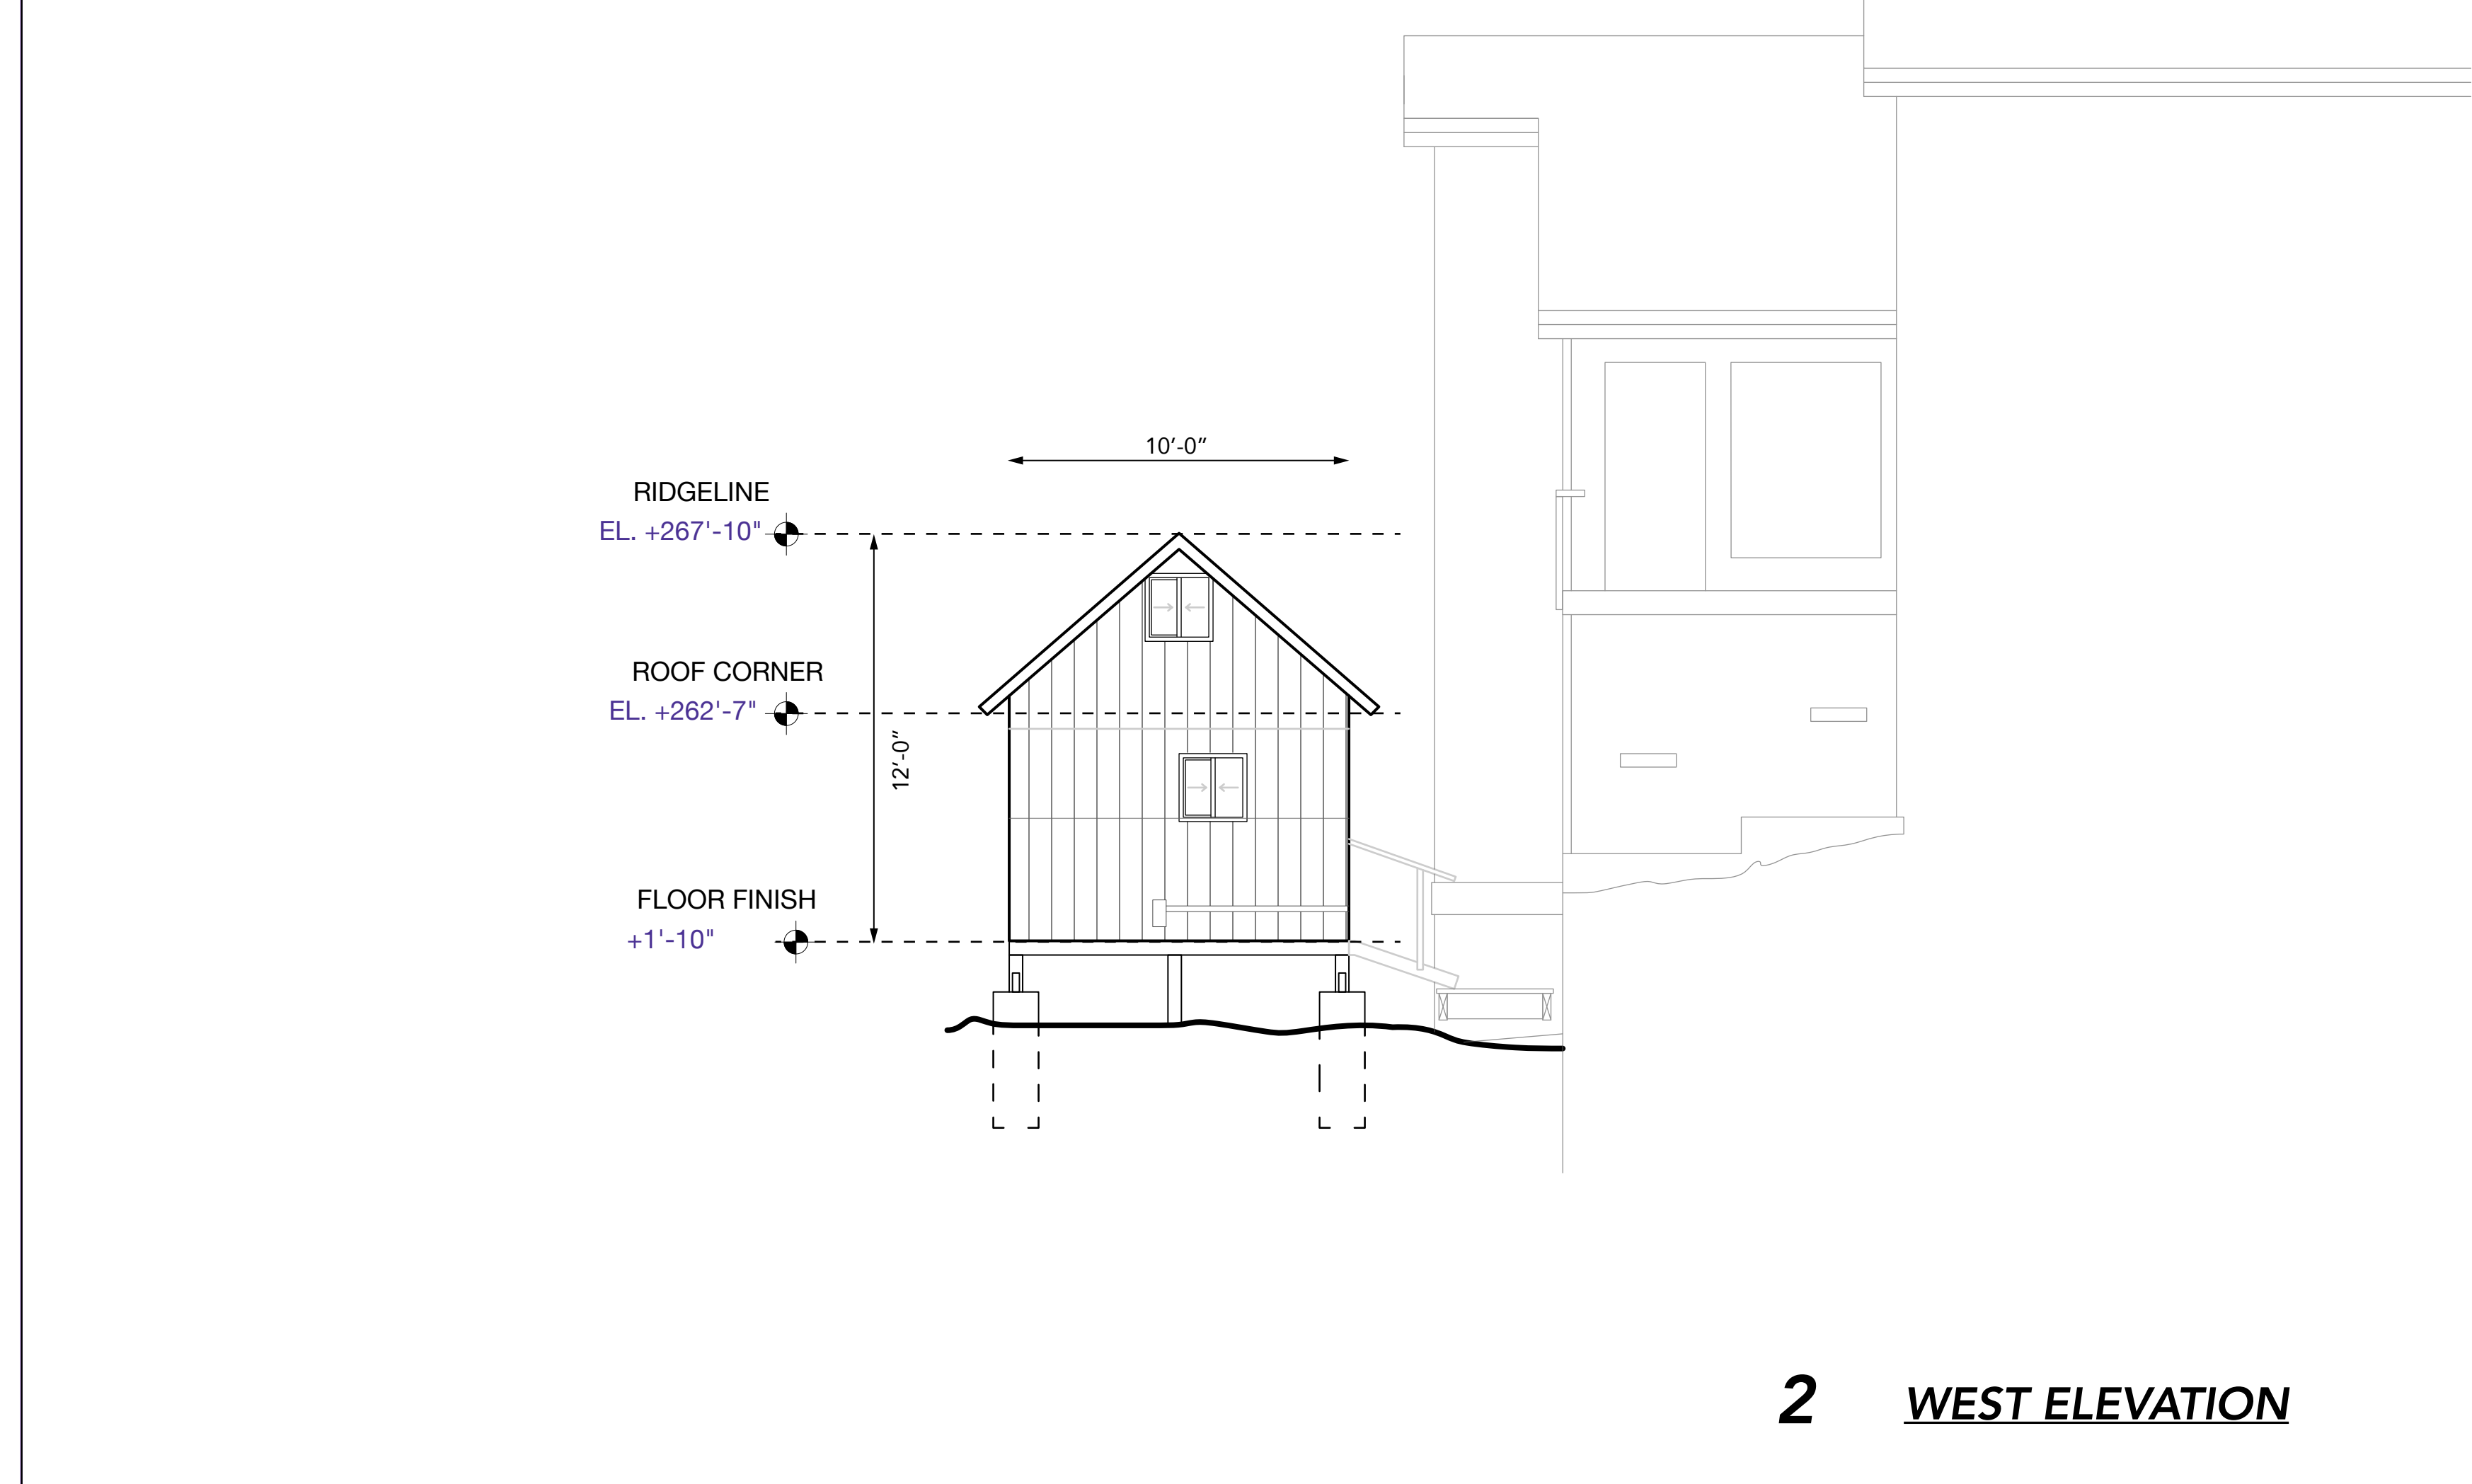 10’-0”
RIDGELINE
EL. +267'-10"
ROOF CORNER
EL. +262'-7"
12’-0”
FLOOR FINISH
+1'-10"
2 WEST ELEVATION